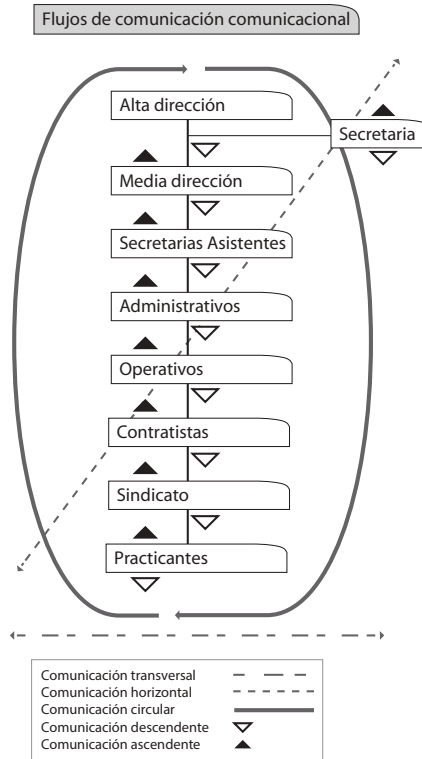 Flujos de comunicación comunicacional
Alta dirección
Secretaria
Media dirección
Secretarias Asistentes
Administrativos
Operativos
Contratistas
Sindicato
Practicantes
Comunicación transversal
Comunicación horizontal
Comunicación circular
Comunicación descendente
Comunicación ascendente